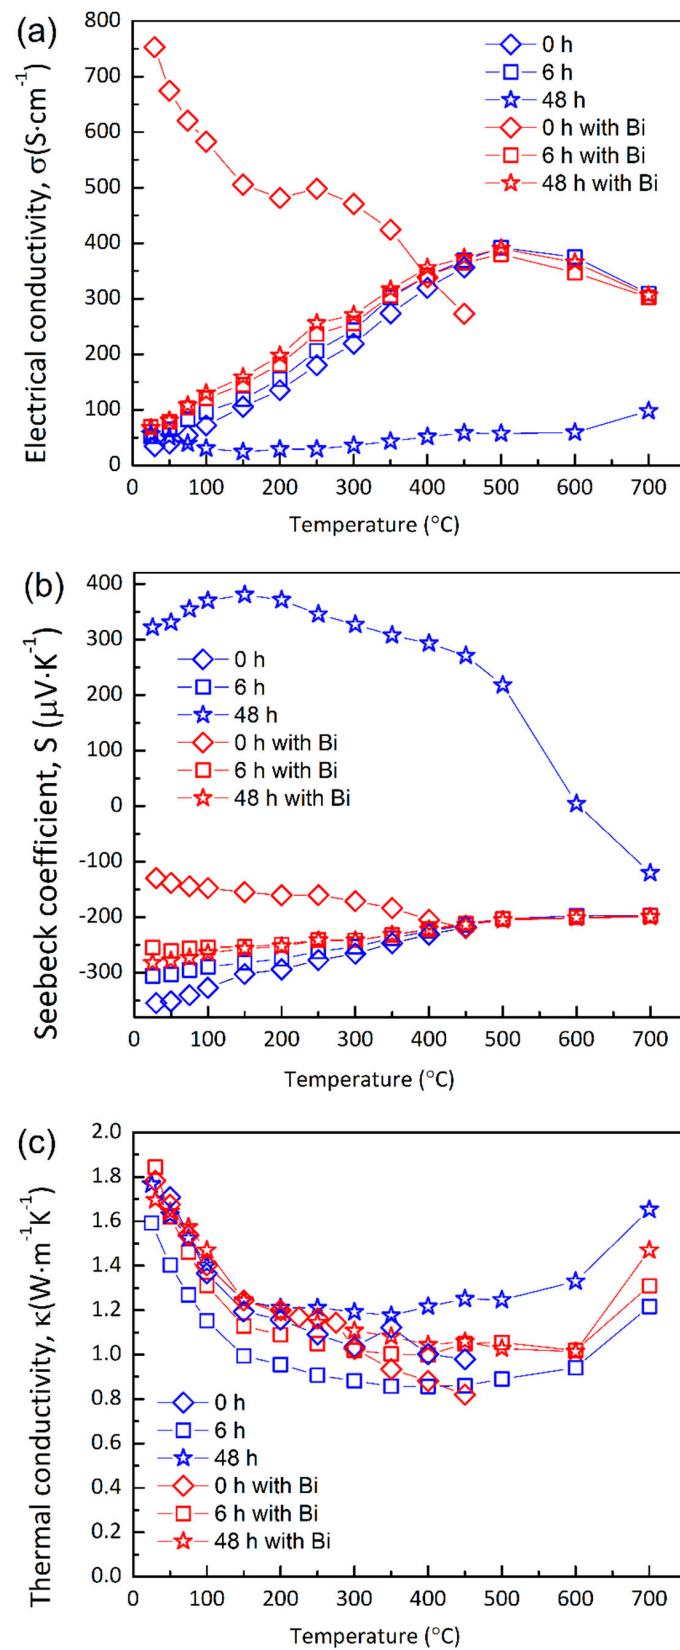 (a)
Electrical conductivity, σ(S·cm⁻¹)
800
700
600
500
400
300
200
100
0
0 h
6 h
48 h
0 h with Bi
6 h with Bi
48 h with Bi
0 100 200 300 400 500 600 700
Temperature (°C)
(b)
Seebeck coefficient, S (µV·K⁻¹)
400
300
200
400
0
-100
-200
-300
0 h
6 h
48 h
0 h with Bi
6 h with Bi
48 h with Bi
0 100 200 300 400 500 600 700
Temperature (°C)
(c)
Thermal conductivity, κ(W·m⁻¹K⁻¹)
2.0
1.8
1.6
1.4
1.2
1.0
0.8
0.6
0.4
0.2
0.0
0 h
6 h
48 h
0 h with Bi
6 h with Bi
48 h with Bi
0 100 200 300 400 500 600 700
Temperature (°C)